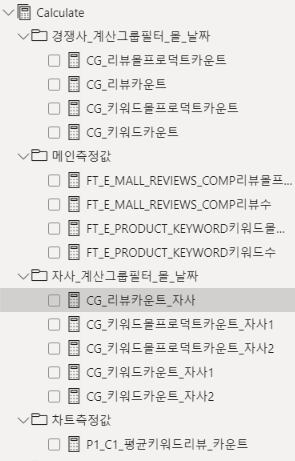 Calculate
경쟁사_계산그룹필터_몰_날짜
CG_리뷰몰프로덕트카운트
CG_리뷰카운트
CG_키워드몰프로덕트카운트
CG_키워드카운트
메인측정값
FT_E_MALL_REVIEWS_COMP리뷰몰프...
FT_E_MALL_REVIEWS_COMP리뷰수
FT_E_PRODUCT_KEYWORD키워드몰...
FT_E_PRODUCT_KEYWORD키워드수
자사_계산그룹필터_몰_날짜
CG_리뷰카운트_자사
CG_키워드몰프로덕트카운트_자사1
CG_키워드몰프로덕트카운트_자사2
CG_키워드카운트_자사1
CG_키워드카운트_자사2
차트측정값
P1_C1_평균키워드리뷰_카운트